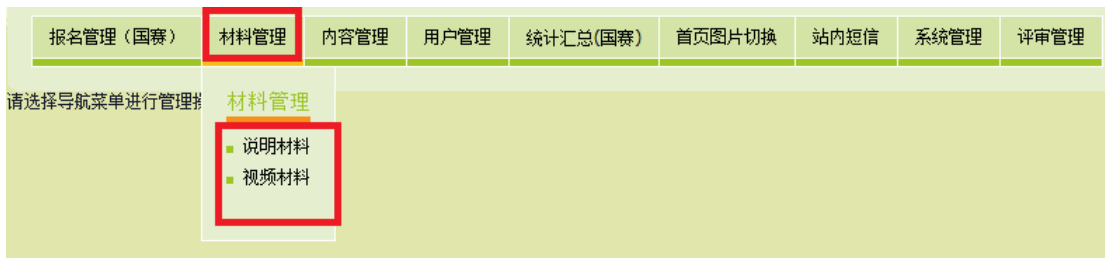 报名管理（国赛） 材料管理 内容管理 用户管理 统计汇总(国赛) 首页图片切换 站内短信 系统管理 评审管理
请选择导航菜单进行管理
材料管理
说明材料
视频材料